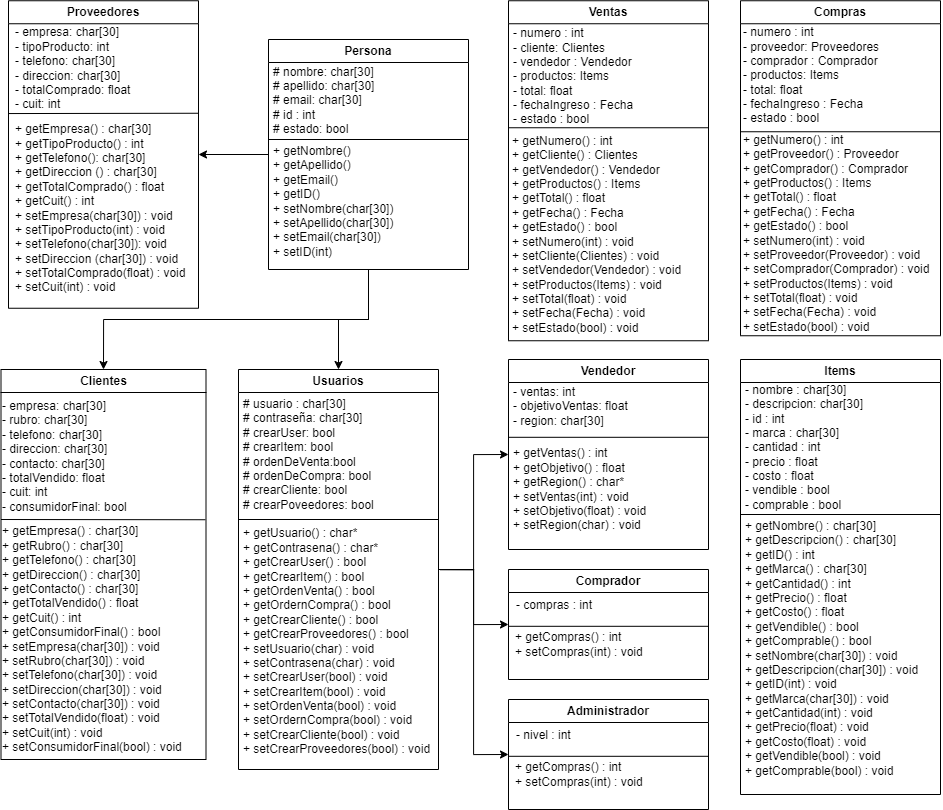 Proveedores
- empresa: char[30]
- tipoProducto: int
- telefono: char[30]
- direccion: char[30]
- totalComprado: float
- cuit: int
+ getEmpresa() : char[30]
+ getTipoProducto() : int
+ getTelefono(): char[30]
+ getDireccion () : char[30]
+ getTotalComprado() : float
+ getCuit() : int
+ setEmpresa(char[30]) : void
+ setTipoProducto(int) : void
+ setTelefono(char[30]): void
+ setDireccion (char[30]) : void
+ setTotalComprado(float) : void
+ setCuit(int) : void
Persona
# nombre: char[30]
# apellido: char[30]
# email: char[30]
# id : int
# estado: bool
+ getNombre()
+ getApellido()
+ getEmail()
+ getID()
+ setNombre(char[30])
+ setApellido(char[30])
+ setEmail(char[30])
+ setID(int)
Ventas
- numero : int
- cliente: Clientes
- vendedor : Vendedor
- productos: Items
- total: float
- fechaIngreso : Fecha
- estado : bool
+ getNumero() : int
+ getCliente() : Clientes
+ getVendedor() : Vendedor
+ getProductos() : Items
+ getTotal() : float
+ getFecha() : Fecha
+ getEstado() : bool
+ setNumero(int) : void
+ setCliente(Clientes) : void
+ setVendedor(Vendedor) : void
+ setProductos(Items) : void
+ setTotal(float) : void
+ setFecha(Fecha) : void
+ setEstado(bool) : void
Compras
- numero : int
- proveedor: Proveedores
- comprador : Comprador
- productos: Items
- total: float
- fechaIngreso : Fecha
- estado : bool
+ getNumero() : int
+ getProveedor() : Proveedor
+ getComprador() : Comprador
+ getProductos() : Items
+ getTotal() : float
+ getFecha() : Fecha
+ getEstado() : bool
+ setNumero(int) : void
+ setProveedor(Proveedor) : void
+ setComprador(Comprador) : void
+ setProductos(Items) : void
+ setTotal(float) : void
+ setFecha(Fecha) : void
+ setEstado(bool) : void
Clientes
- empresa: char[30]
- rubro: char[30]
- telefono: char[30]
- direccion: char[30]
- contacto: char[30]
- totalVendido: float
- cuit: int
- consumidorFinal: bool
+ getEmpresa() : char[30]
+ getRubro() : char[30]
+ getTelefono() : char[30]
+ getDireccion() : char[30]
+ getContacto() : char[30]
+ getTotalVendido() : float
+ getCuit() : int
+ getConsumidorFinal() : bool
+ setEmpresa(char[30]) : void
+ setRubro(char[30]) : void
+ setTelefono(char[30]) : void
+ setDireccion(char[30]) : void
+ setContacto(char[30]) : void
+ setTotalVendido(float) : void
+ setCuit(int) : void
+ setConsumidorFinal(bool) : void
Usuarios
# usuario : char[30]
# contraseña: char[30]
# crearUser: bool
# crearItem: bool
# ordenDeVenta:bool
# ordenDeCompra: bool
# crearCliente: bool
# crearPoveedores: bool
+ getUsuario() : char*
+ getContrasena() : char*
+ getCrearUser() : bool
+ getCrearItem() : bool
+ getOrdenVenta() : bool
+ getOrdernCompra() : bool
+ getCrearCliente() : bool
+ getCrearProveedores() : bool
+ setUsuario(char) : void
+ setContrasena(char) : void
+ setCrearUser(bool) : void
+ setCrearItem(bool) : void
+ setOrdenVenta(bool) : void
+ setOrdernCompra(bool) : void
+ setCrearCliente(bool) : void
+ setCrearProveedores(bool) : void
Vendedor
- ventas: int
- objetivoVentas: float
- region: char[30]
+ getVentas() : int
+ getObjetivo() : float
+ getRegion() : char*
+ setVentas(int) : void
+ setObjetivo(float) : void
+ setRegion(char) : void
Comprador
- compras : int
+ getCompras() : int
+ setCompras(int) : void
Administrador
- nivel : int
+ getCompras() : int
+ setCompras(int) : void
Items
- nombre : char[30]
- descripcion: char[30]
- id : int
- marca : char[30]
- cantidad : int
- precio : float
- costo : float
- vendible : bool
- comprable : bool
+ getNombre() : char[30]
+ getDescripcion() : char[30]
+ getID() : int
+ getMarca() : char[30]
+ getCantidad() : int
+ getPrecio() : float
+ getCosto() : float
+ getVendible() : bool
+ getComprable() : bool
+ setNombre(char[30]) : void
+ getDescripcion(char[30]) : void
+ getID(int) : void
+ getMarca(char[30]) : void
+ getCantidad(int) : void
+ getPrecio(float) : void
+ getCosto(float) : void
+ getVendible(bool) : void
+ getComprable(bool) : void